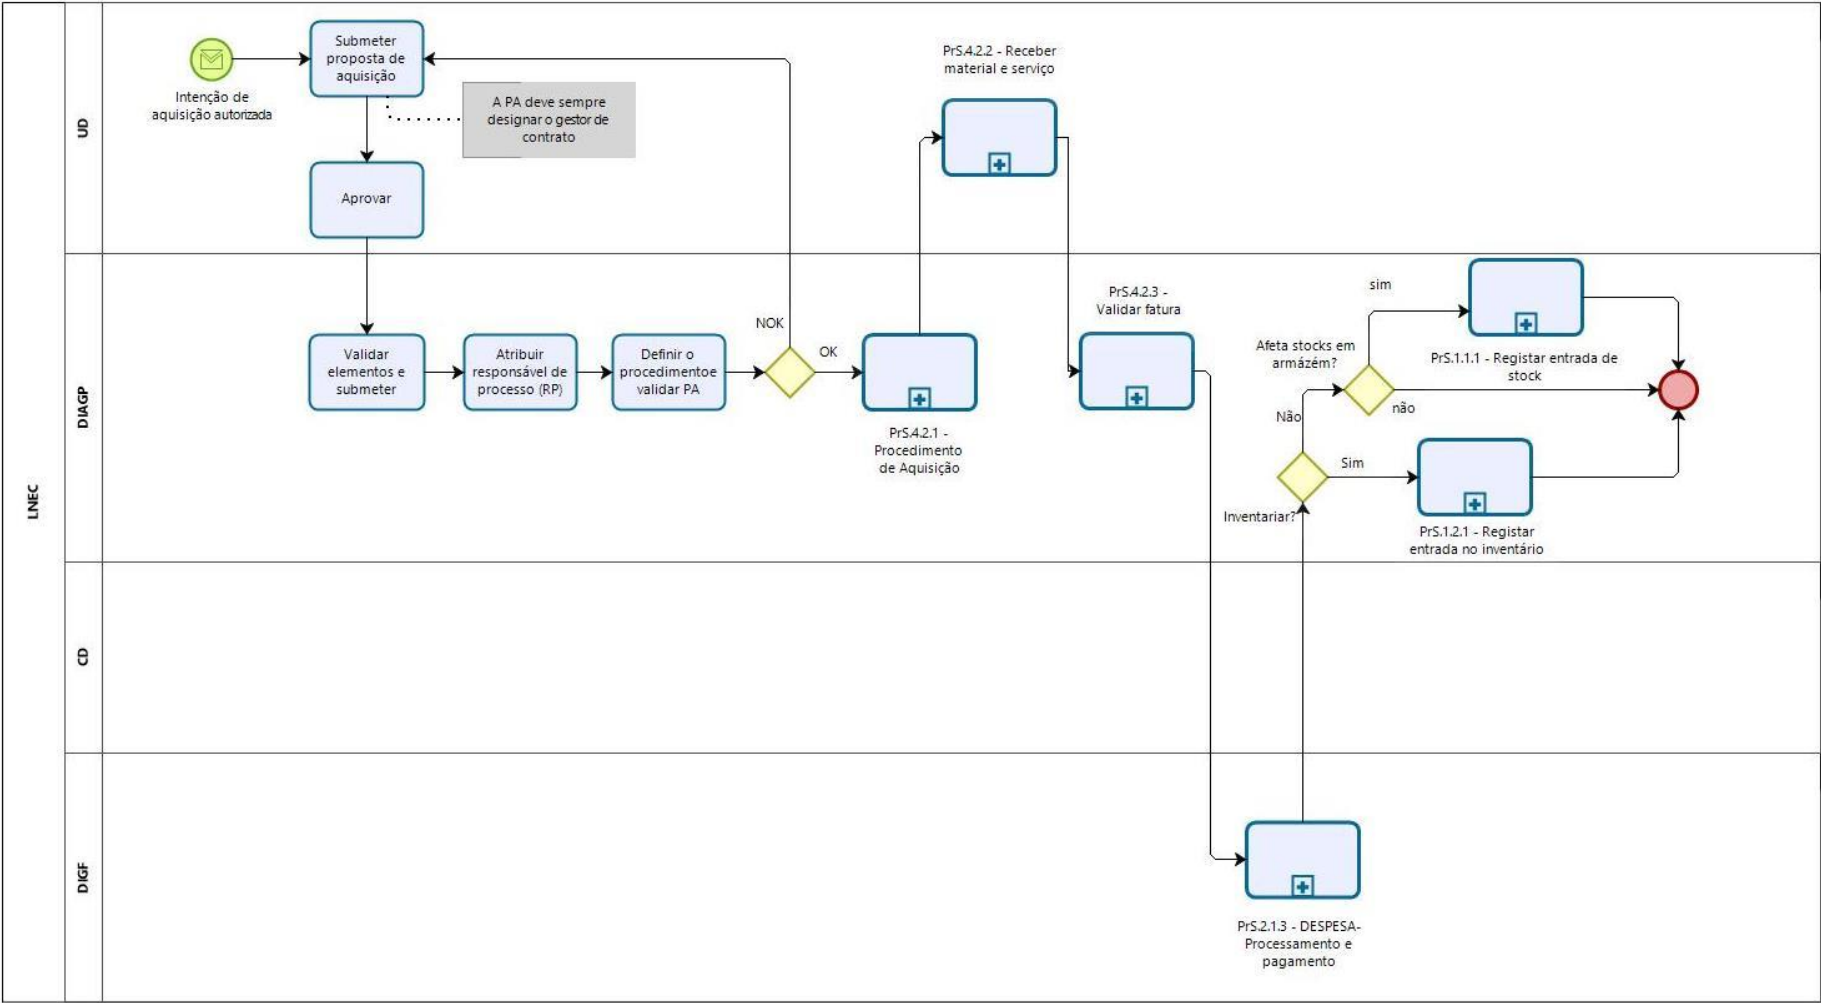 LNEC
UD
Intenção de
aquisição autorizada
Submeter
proposta de
aquisição
A PA deve sempre
designar o gestor de
contrato
Aprovar
PrS.4.2.2 - Receber
material e serviço
DIAGP
Validar
elementos e
submeter
Atribuir
responsável de
processo (RP)
Definir o
procedimentoe
validar PA
NOK
OK
PrS.4.2.1 -
Procedimento
de Aquisição
PrS.4.2.3 -
Validar fatura
Inventariar?
Não
Sim
Afeta stocks em
armázém?
sim
não
PrS.1.1.1 - Registar entrada de
stock
PrS.1.2.1 - Registar
entrada no inventário
CD
DIGF
PrS.2.1.3 - DESPESA-
Processamento e
pagamento